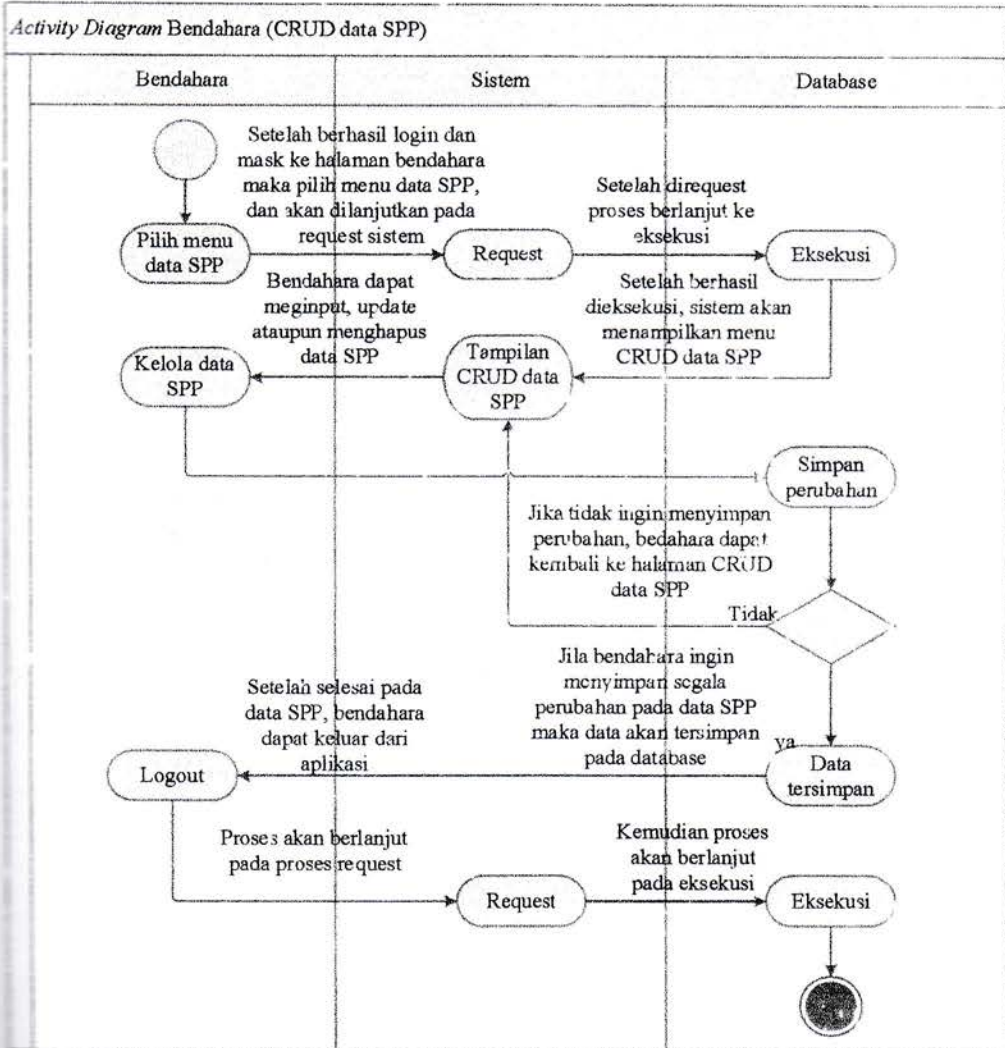 Activity Diagram Bendahara (CRUD data SPP)
Bendahara
Sistem
Database
Setelah berhasil login dan
mask ke halaman bendahara
maka pilih menu data SPP,
dan akan dilanjutkan pada
request sistem
Setelah direquest
proses berlanjut ke
eksekusi
Pilih menu
data SPP
Request
Eksekusi
Bendahara dapat
meginput, update
ataupun menghapus
data SPP
Setelah berhasil
dieksekusi, sistem akan
menampilkan menu
CRUD data SPP
Kelola data
SPP
Tampilan
CRUD data
SPP
Simpan
perubahan
Jika tidak ingin menyimpan
perubahan, bedahara dapat
kembali ke halaman CRUD
data SPP
Tidak
Jila bendahara ingin
menyimpan segala
perubahan pada data SPP
maka data akan tersimpan
pada database
ya
Setelah selesai pada
data SPP, bendahara
dapat keluar dari
aplikasi
Logout
Data
tersimpan
Proses akan berlanjut
pada proses request
Kemudian proses
akan berlanjut
pada eksekusi
Request
Eksekusi